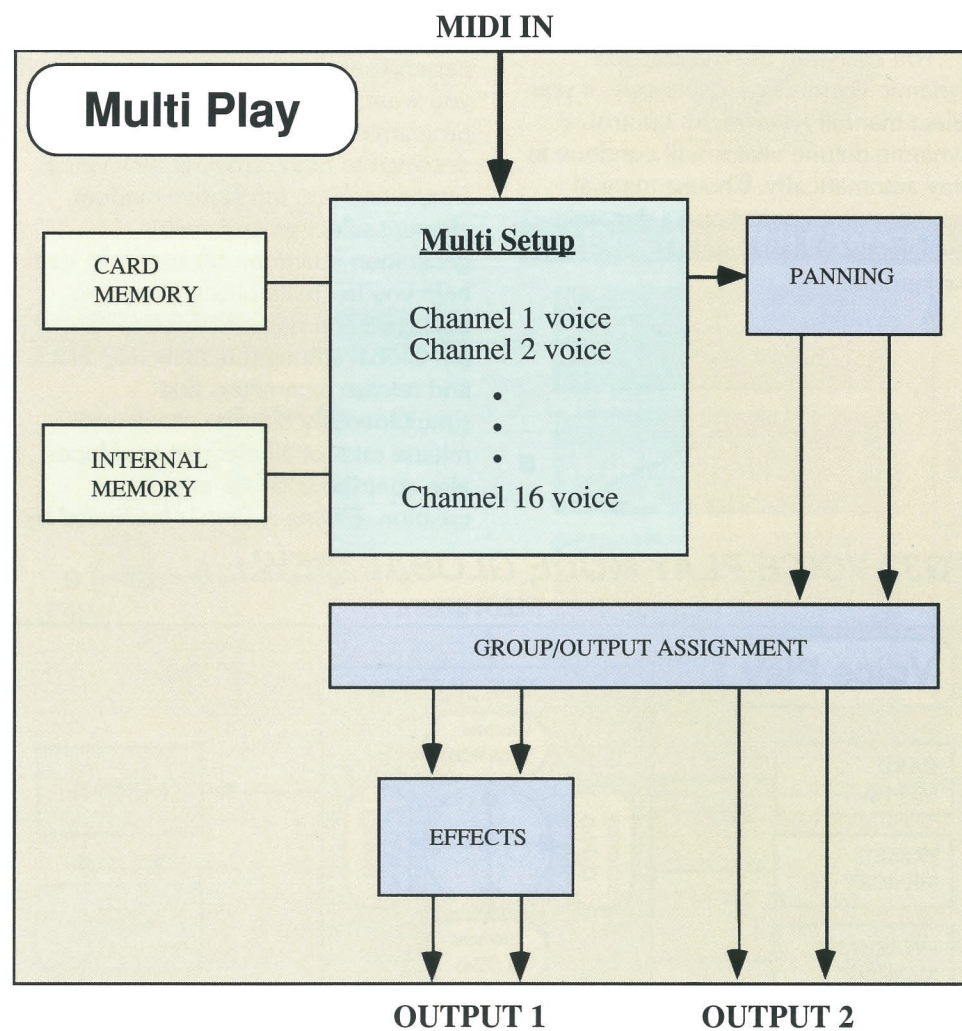 MIDI IN
Multi Play
CARD
MEMORY
INTERNAL
MEMORY
Multi Setup
Channel 1 voice
Channel 2 voice
•
•
•
Channel 16 voice
PANNING
GROUP/OUTPUT ASSIGNMENT
EFFECTS
OUTPUT 1
OUTPUT 2